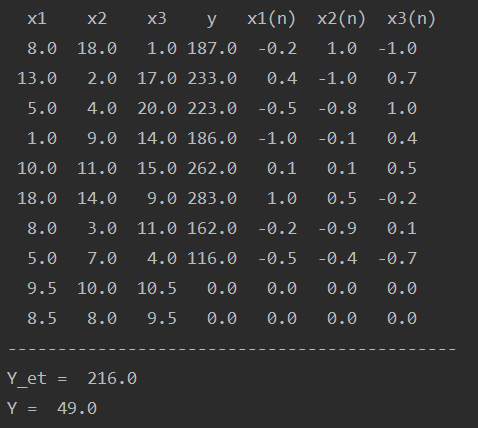 x1 x2 x3 y x1(n) x2(n) x3(n)
8.0 18.0 1.0 187.0 -0.2 1.0 -1.0
13.0 2.0 17.0 233.0 0.4 -1.0 0.7
5.0 4.0 20.0 223.0 -0.5 -0.8 1.0
1.0 9.0 14.0 186.0 -1.0 -0.1 0.4
10.0 11.0 15.0 262.0 0.1 0.1 0.5
18.0 14.0 9.0 283.0 1.0 0.5 -0.2
8.0 3.0 11.0 162.0 -0.2 -0.9 0.1
5.0 7.0 4.0 116.0 -0.5 -0.4 -0.7
9.5 10.0 10.5 0.0 0.0 0.0 0.0
8.5 8.0 9.5 0.0 0.0 0.0 0.0
---------------------------------------------
Y_et = 216.0
Y = 49.0